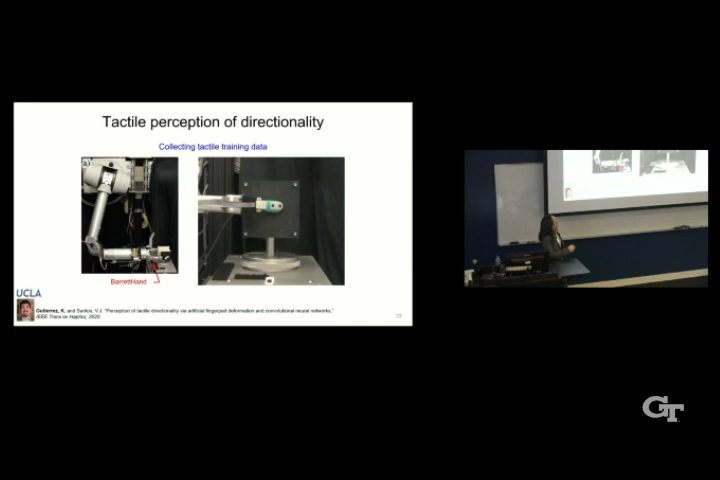 Tactile perception of directionality
Collecting tactile training data
a)
BarrettHand
UCLA
Gutierrez, K. and Santos, V.J. "Perception of tactile directionality via artificial fingerpad deformation and convolutional neural networks,"
IEEE Trans on Haptics, 2020
23
GT